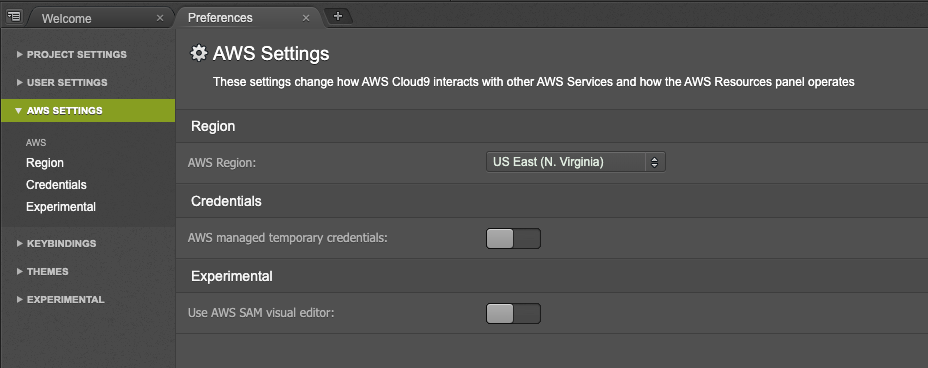 Welcome
Preferences
PROJECT SETTINGS
USER SETTINGS
AWS SETTINGS
AWS
Region
Credentials
Experimental
KEYBINDINGS
THEMES
EXPERIMENTAL
AWS Settings
These settings change how AWS Cloud9 interacts with other AWS Services and how the AWS Resources panel operates
Region
AWS Region: US East (N. Virginia)
Credentials
AWS managed temporary credentials:
Experimental
Use AWS SAM visual editor: